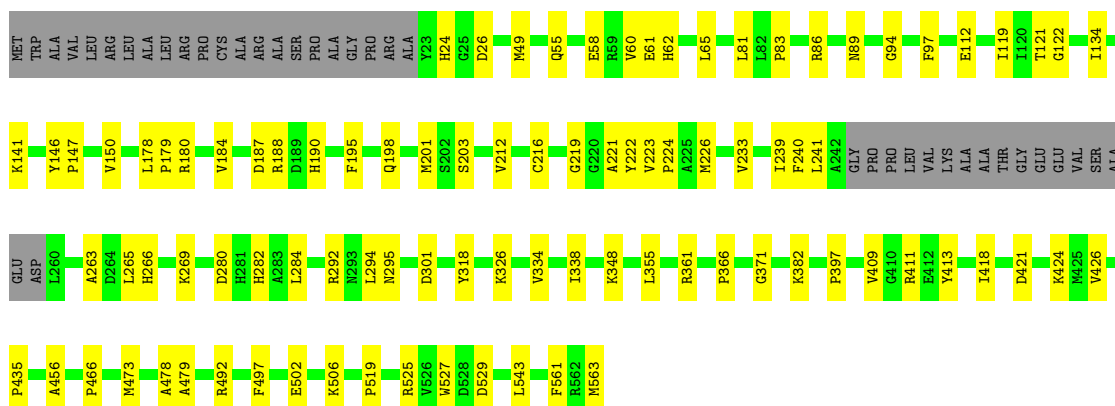 MET TRP ALA VAL LEU ARG LEU ALA LEU ARG PRO CYS ALA ARG ALA SER PRO ALA GLY PRO ARG ALA Y23 H24 G25 D26 M49 Q55 E58 R59 V60 E61 H62 L65 L81 L82 P83 R86 N89 G94 F97 E112 I119 I120 T121 G122 I134
K141 Y146 P147 V150 L178 P179 R180 V184 D187 R188 D189 H190 F195 Q198 M201 S202 S203 V212 C216 G219 G220 A221 Y222 V223 P224 A225 M226 V233 I239 F240 L241 A242 GLY PRO PRO LEU VAL LYS ALA ALA THR GLY GLU GLU VAL SER ALA
GLU ASP L260 A263 D264 L265 H266 K269 D280 H281 H282 A283 L284 R292 N293 L294 N295 D301 Y318 K326 V334 I338 K348 L355 R361 P366 G371 K382 P397 V409 G410 R411 E412 Y413 I418 D421 K424 M425 V426
P435 A456 P466 M473 A478 A479 R492 F497 E502 K506 P519 R525 V526 W527 D528 D529 L543 F561 R562 M563